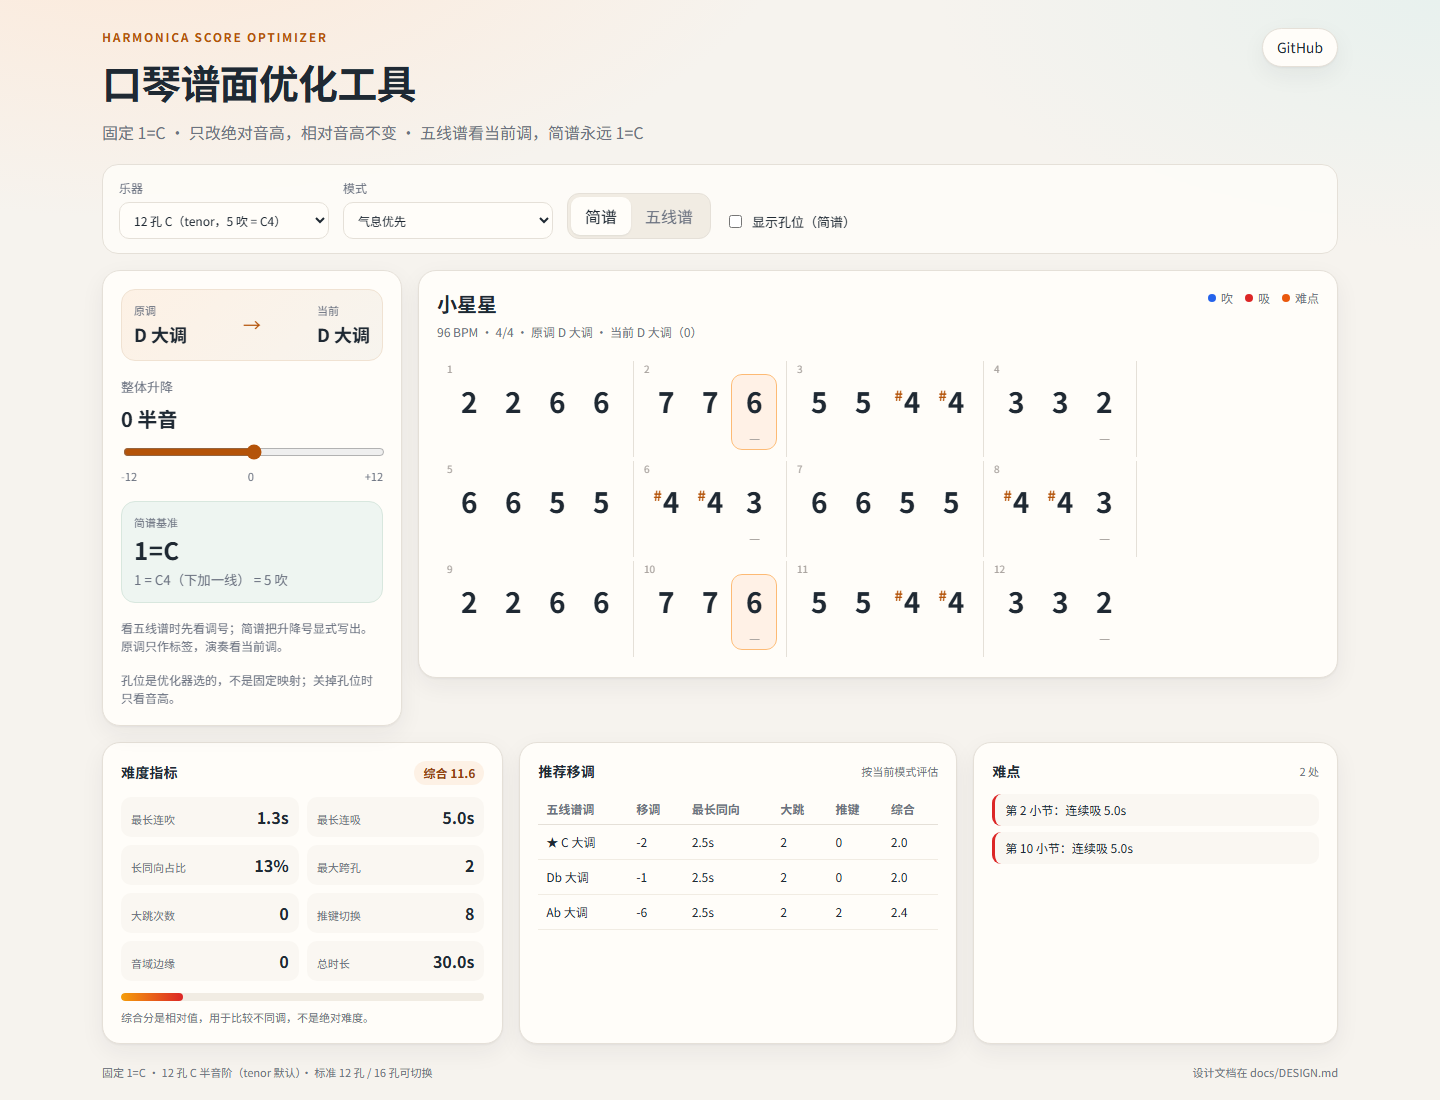 HARMONICA SCORE OPTIMIZER
GitHub
口琴谱面优化工具
固定 1=C · 只改绝对音高，相对音高不变 · 五线谱看当前调，简谱永远 1=C
乐器
模式
12 孔 C（tenor，5 吹 = C4）
气息优先
简谱
五线谱
显示孔位（简谱）
原调
D 大调
→
当前
D 大调
整体升降
0 半音
-12 0 +12
简谱基准
1=C
1 = C4（下加一线） = 5 吹
看五线谱时先看调号；简谱把升降号显式写出。
原调只作标签，演奏看当前调。
孔位是优化器选的，不是固定映射；关掉孔位时
只看音高。
小星星
吹 吸 难点
96 BPM · 4/4 · 原调 D 大调 · 当前 D 大调（0）
1 2 3 4
2 2 6 6 7 7 6 5 5 #4 #4 3 3 2
— —
5 6 7 8
6 6 5 5 #4 #4 3 6 6 5 5 #4 #4 3
— —
9 10 11 12
2 2 6 6 7 7 6 5 5 #4 #4 3 3 2
— —
难度指标
综合 11.6
最长连吹 1.3s 最长连吸 5.0s
长同向占比 13% 最大跨孔 2
大跳次数 0 推键切换 8
音域边缘 0 总时长 30.0s
综合分是相对值，用于比较不同调，不是绝对难度。
推荐移调
按当前模式评估
五线谱调 移调 最长同向 大跳 推键 综合
★ C 大调 -2 2.5s 2 0 2.0
Db 大调 -1 2.5s 2 0 2.0
Ab 大调 -6 2.5s 2 2 2.4
难点
2 处
第 2 小节：连续吸 5.0s
第 10 小节：连续吸 5.0s
固定 1=C · 12 孔 C 半音阶（tenor 默认）· 标准 12 孔 / 16 孔可切换
设计文档在 docs/DESIGN.md